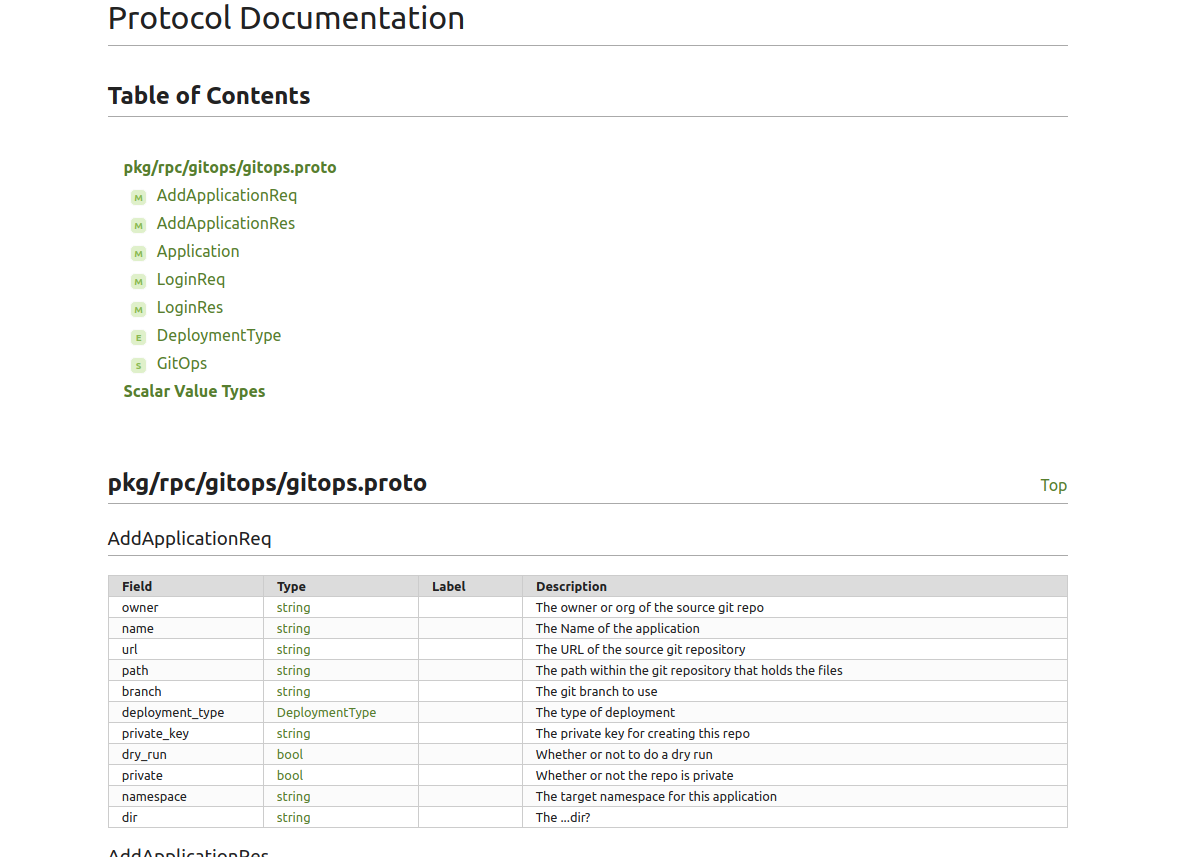 Protocol Documentation
Table of Contents
pkg/rpc/gitops/gitops.proto
M AddApplicationReq
M AddApplicationRes
M Application
M LoginReq
M LoginRes
E DeploymentType
S GitOps
Scalar Value Types
pkg/rpc/gitops/gitops.proto Top
AddApplicationReq
Field Type Label Description
owner string The owner or org of the source git repo
name string The Name of the application
url string The URL of the source git repository
path string The path within the git repository that holds the files
branch string The git branch to use
deployment_type DeploymentType The type of deployment
private_key string The private key for creating this repo
dry_run bool Whether or not to do a dry run
private bool Whether or not the repo is private
namespace string The target namespace for this application
dir string The ...dir?
AddApplicationRes